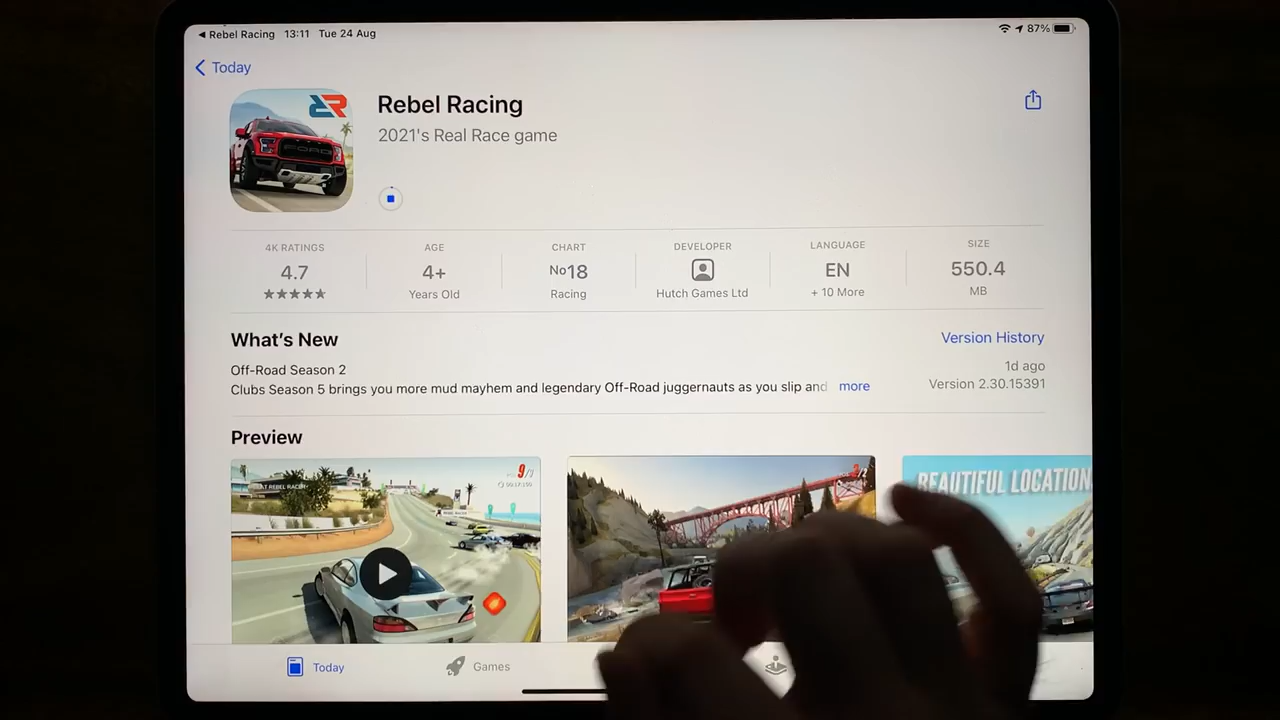 ◀ Rebel Racing 13:11 Tue 24 Aug 87%
Today
Rebel Racing
2021's Real Race game
FORD
4K RATINGS AGE CHART DEVELOPER LANGUAGE SIZE
4.7 4+ No18 EN 550.4
Years Old Racing Hutch Games Ltd + 10 More MB
What's New Version History
Off-Road Season 2 1d ago
Clubs Season 5 brings you more mud mayhem and legendary Off-Road juggernauts as you slip and more Version 2.30.15391
Preview
BEAUTIFUL LOCATION
Today Games